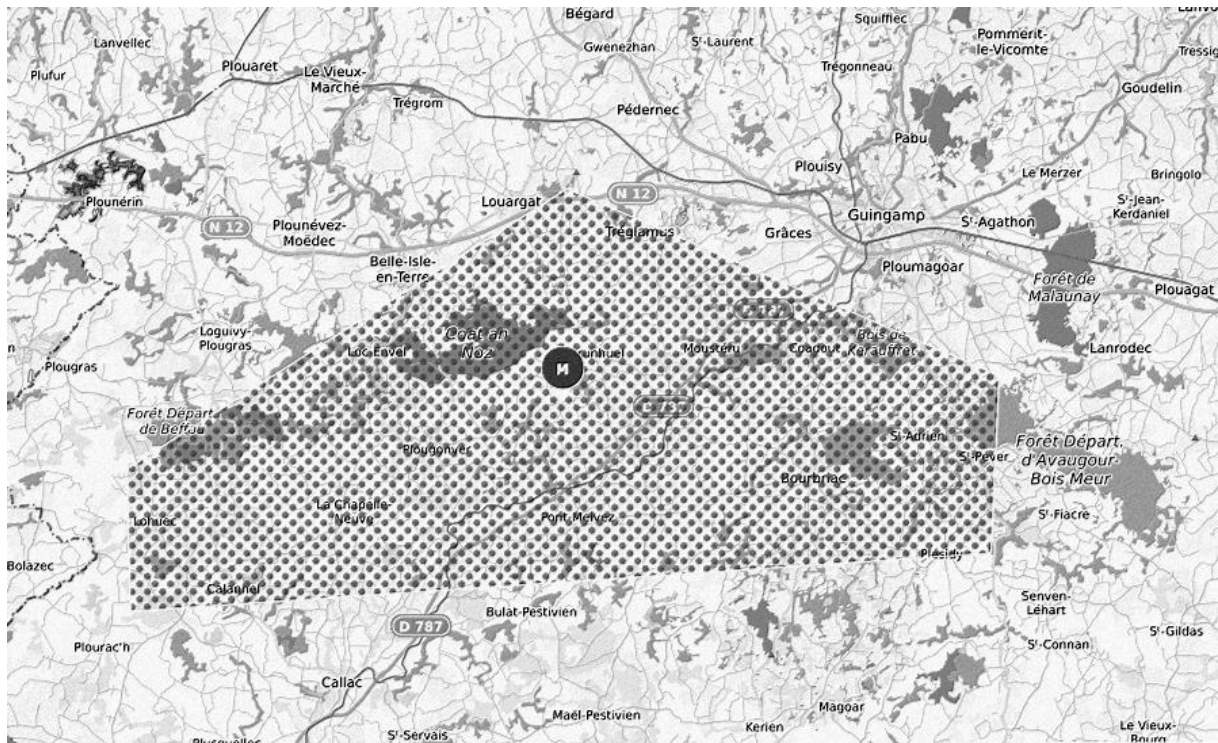 Bégard
Squiffiec
Lanvellec
Gwenezhan
Sᵗ-Laurent
Pommerit-
le-Vicomte
Tressig
Plufur
Plouaret
Le Vieux-
Marché
Trégonneau
Trégrom
Pédernec
Goudelin
Pabu
Plouisy
Le Merzer
Bringolo
Plounérin
Louargat
N 12
Sᵗ-Jean-
Kerdaniel
N 12
Plounévez-
Moëdec
Tréglamus
Grâces
Guingamp
Sᵗ-Agathon
Belle-Isle-
en-Terre
Ploumagoar
Forêt de
Malaunay
Plouagat
Loguivy-
Plougras
Loc-Envel
Coat an
Noz
unhuel
И
Moustéru
Coadout
Bois de
Kerauffret
Lanrodec
Plougras
Forêt Départ.
de Beffou
Plougonver
Sᵗ-Adrien
Sᵗ-Péver
Forêt Départ.
d'Avaugour-
Bois Meur
Bourbriac
La Chapelle-
Neuve
Pont-Melvez
Lohuec
Sᵗ-Fiacre
Plésidy
Bolazec
Calanhel
Bulat-Pestivien
Senven-
Léhart
D 787
Sᵗ-Connan
Sᵗ-Gildas
Plourac'h
Callac
Maël-Pestivien
Magoar
Kerien
Sᵗ-Servais
Le Vieux-
Bourg